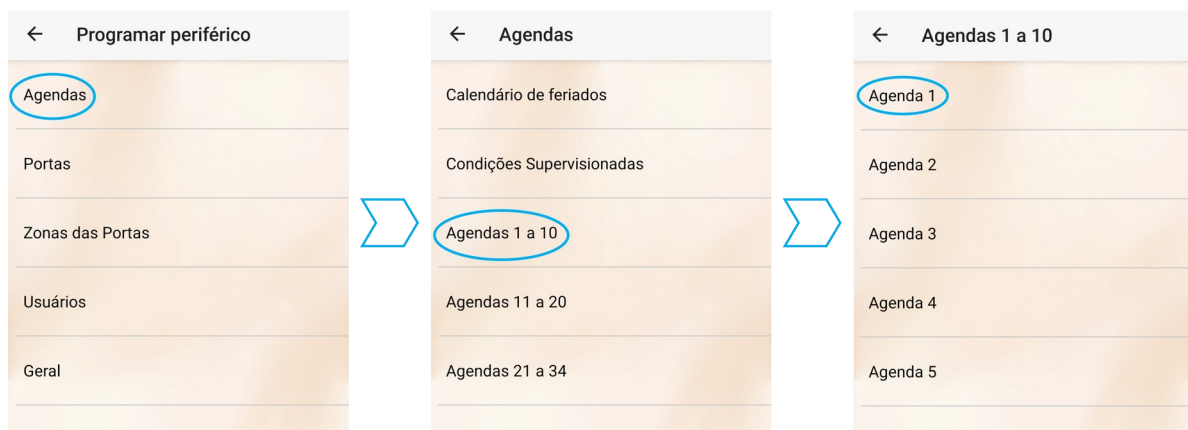 Programar periférico
Agendas
Portas
Zonas das Portas
Usuários
Geral
Agendas
Calendário de feriados
Condições Supervisionadas
Agendas 1 a 10
Agendas 11 a 20
Agendas 21 a 34
Agendas 1 a 10
Agenda 1
Agenda 2
Agenda 3
Agenda 4
Agenda 5